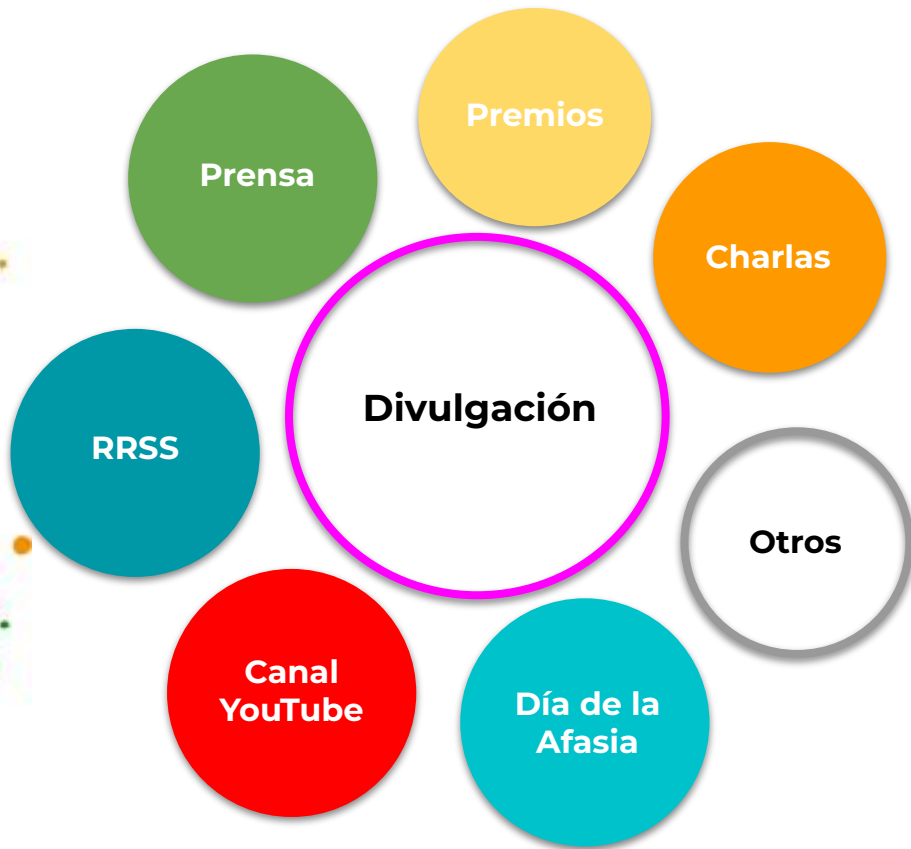 Premios
Prensa
Charlas
Divulgación
RRSS
Otros
Canal
YouTube
Día de la
Afasia